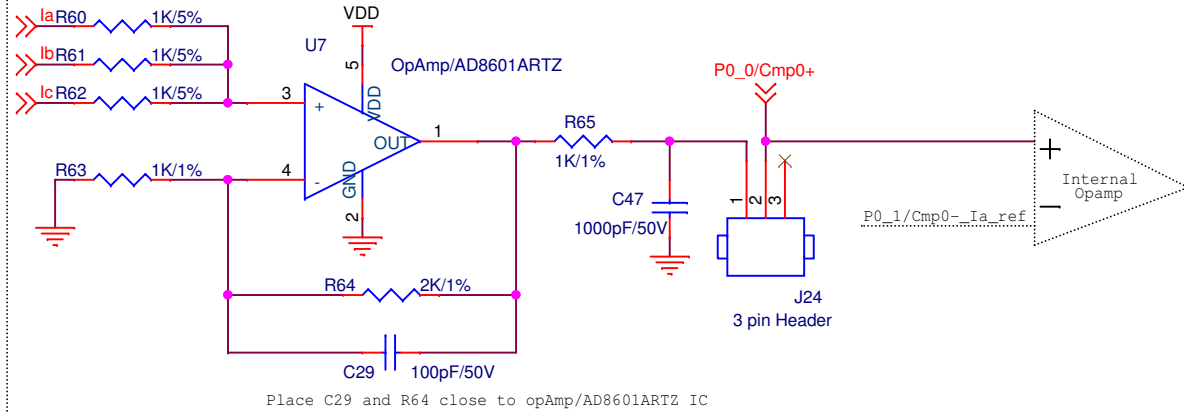 Ia R60 1K/5%
VDD
U7
Ib R61 1K/5%
5
OpAmp/AD8601ARTZ
P0_0/Cmp0+
Ic R62 1K/5%
3
+
VDD
OUT
1
R65
1K/1%
+
R63 1K/1%
4
-
GND
2
Internal
Opamp
C47
1000pF/50V
1
2
3
P0_1/Cmp0-_Ia_ref
R64 2K/1%
J24
3 pin Header
C29 100pF/50V
Place C29 and R64 close to opAmp/AD8601ARTZ IC